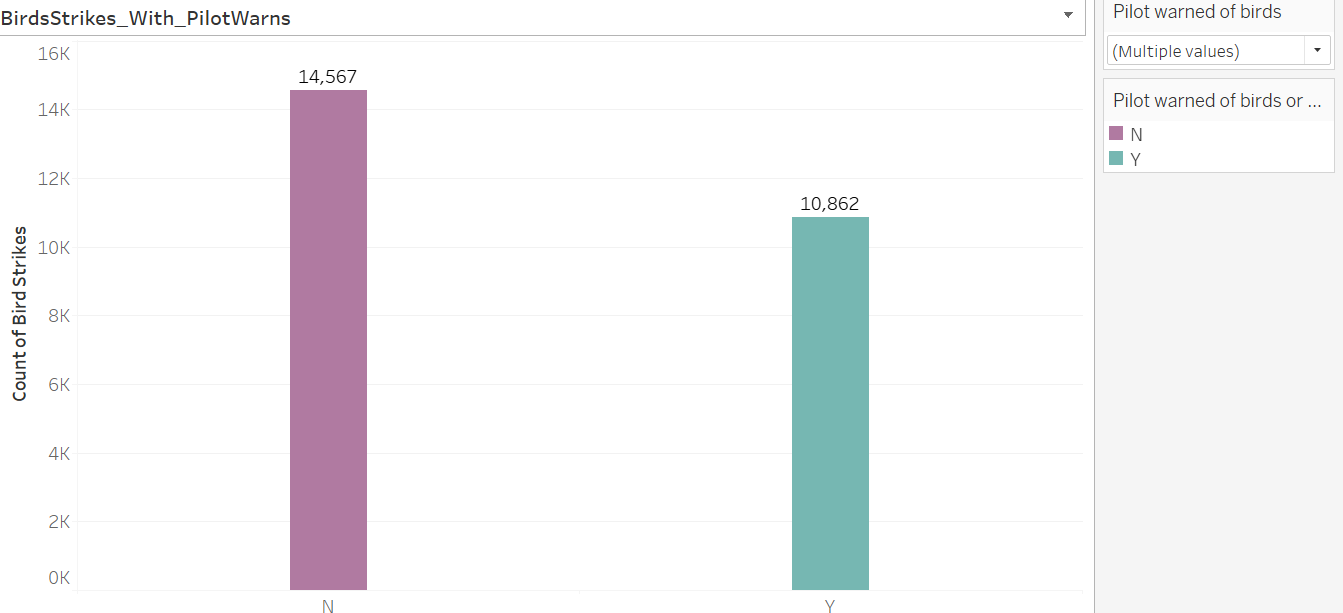 BirdsStrikes_With_PilotWarns
Pilot warned of birds
(Multiple values)
Pilot warned of birds or ...
N
Y
Count of Bird Strikes
16K
14K
12K
10K
8K
6K
4K
2K
0K
14,567
10,862
N
Y